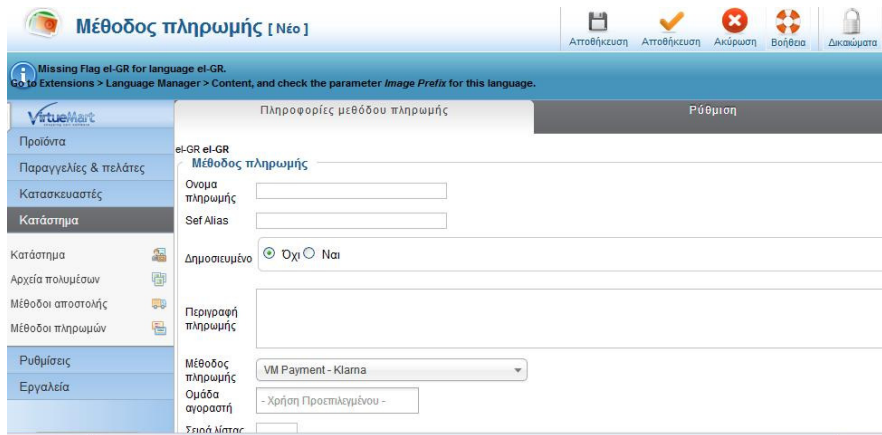 Μέθοδος πληρωμής [ Νέο ]
Αποθήκευση Αποθήκευση Ακύρωση Βοήθεια Δικαιώματα
Missing Flag el-GR for language el-GR.
Go to Extensions > Language Manager > Content, and check the parameter Image Prefix for this language.
VirtueMart
Πληροφορίες μεθόδου πληρωμής Ρύθμιση
Προϊόντα
Παραγγελίες & πελάτες
Κατασκευαστές
Κατάστημα
Κατάστημα
Αρχεία πολυμέσων
Μέθοδοι αποστολής
Μέθοδοι πληρωμών
Ρυθμίσεις
Εργαλεία
el-GR el-GR
Μέθοδος πληρωμής
Ονομα
πληρωμής
Sef Alias
Δημοσιευμένο Όχι Ναι
Περιγραφή
πληρωμής
Μέθοδος
πληρωμής
VM Payment - Klarna
Ομάδα
αγοραστή
- Χρήση Προεπιλεγμένου -
Σειρά λίστας